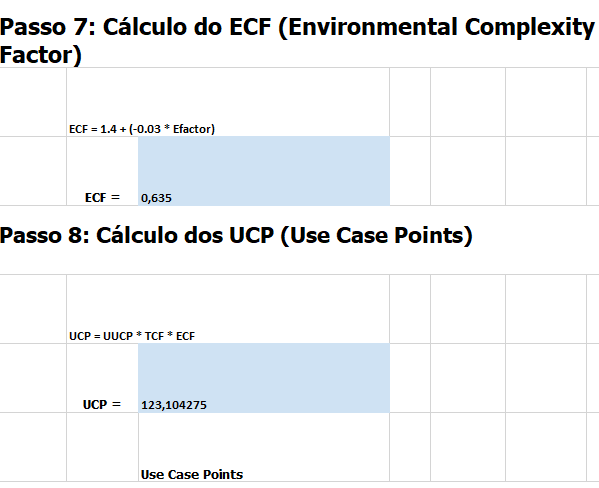 Passo 7: Cálculo do ECF (Environmental Complexity
Factor)
ECF = 1.4 + (-0.03 * Efactor)
ECF = 0,635
Passo 8: Cálculo dos UCP (Use Case Points)
UCP = UUCP * TCF * ECF
UCP = 123,104275
Use Case Points